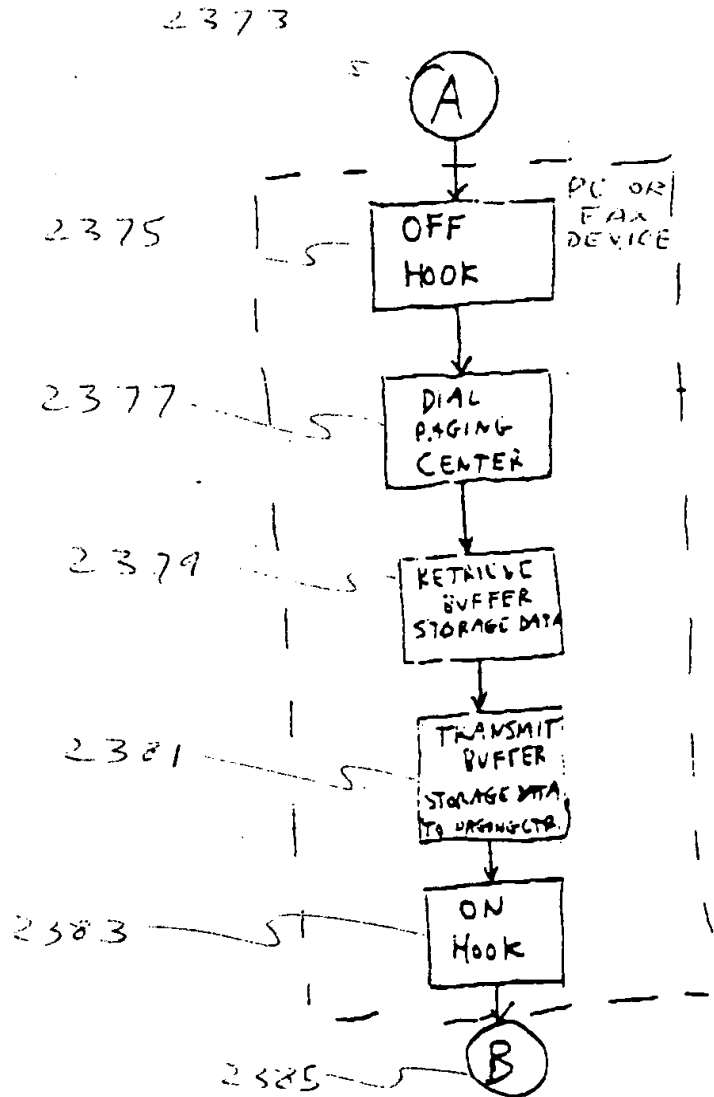 2373
A
PC OR
FAX
DEVICE
2375
OFF
HOOK
2377
DIAL
PAGING
CENTER
2379
RETRIEVE
BUFFER
STORAGE DATA
2381
TRANSMIT
BUFFER
STORAGE DATA
TO PAGING CTR.
2383
ON
HOOK
B
2385